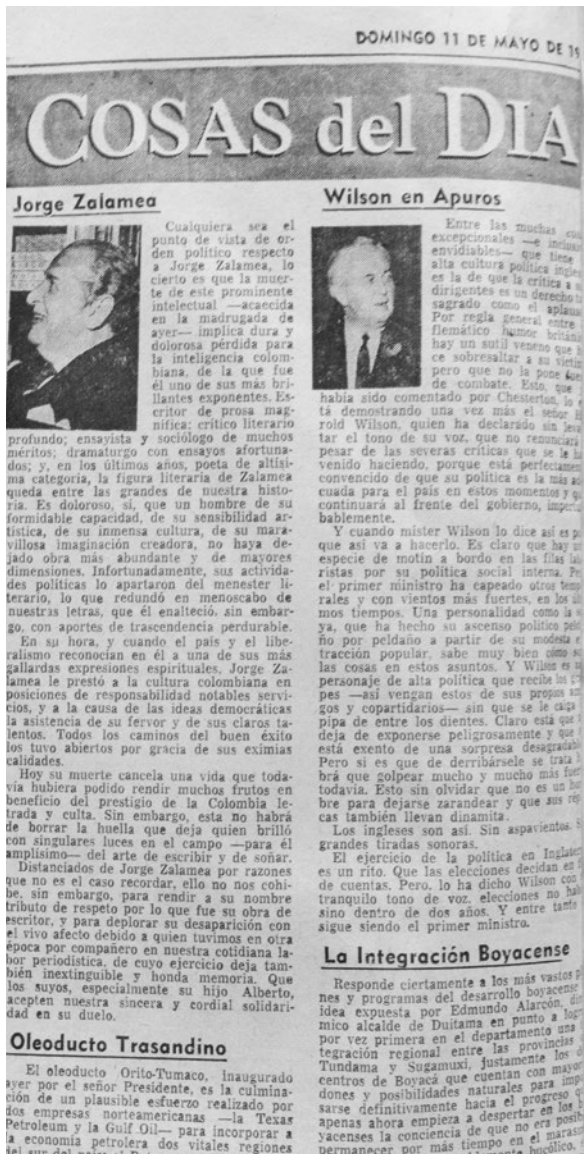 DOMINGO 11 DE MAYO DE 19
COSAS del DIA
Jorge Zalamea
Cualquiera sea el
punto de vista de or-
den político respecto
a Jorge Zalamea, lo
cierto es que la muer-
te de este prominente
intelectual —acaecida
en la madrugada de
ayer— implica dura y
dolorosa pérdida para
la inteligencia colom-
biana, de la que fue
él uno de sus más bri-
llantes exponentes. Es-
critor de prosa mag-
nífica; crítico literario
profundo; ensayista y sociólogo de muchos
méritos; dramaturgo con ensayos afortuna-
dos; y, en los últimos años, poeta de altísi-
ma categoría, la figura literaria de Zalamea
queda entre las grandes de nuestra histo-
ria. Es doloroso, sí, que un hombre de su
formidable capacidad, de su sensibilidad ar-
tística, de su inmensa cultura, de su mara-
villosa imaginación creadora, no haya de-
jado obra más abundante y de mayores
dimensiones. Infortunadamente, sus activida-
des políticas lo apartaron del menester li-
terario, lo que redundó en menoscabo de
nuestras letras, que él enalteció, sin embar-
go, con aportes de trascendencia perdurable.
En su hora, y cuando el país y el libe-
ralismo reconocían en él a una de sus más
gallardas expresiones espirituales, Jorge Za-
lamea le prestó a la cultura colombiana en
posiciones de responsabilidad notables servi-
cios, y a la causa de las ideas democráticas
la asistencia de su fervor y de sus claros ta-
lentos. Todos los caminos del buen éxito
los tuvo abiertos por gracia de sus eximias
calidades.
Hoy su muerte cancela una vida que toda-
vía hubiera podido rendir muchos frutos en
beneficio del prestigio de la Colombia le-
trada y culta. Sin embargo, esta no habrá
de borrar la huella que deja quien brilló
con singulares luces en el campo —para él
amplísimo— del arte de escribir y de soñar.
Distanciados de Jorge Zalamea por razones
que no es el caso recordar, ello no nos cohi-
be, sin embargo, para rendir a su nombre
tributo de respeto por lo que fue su obra de
escritor, y para deplorar su desaparición con
el vivo afecto debido a quien tuvimos en otra
época por compañero en nuestra cotidiana la-
bor periodística, de cuyo ejercicio deja tam-
bién inextinguible y honda memoria. Que
los suyos, especialmente su hijo Alberto,
acepten nuestra sincera y cordial solidari-
dad en su duelo.
Oleoducto Trasandino
El oleoducto Orito-Tumaco, inaugurado
ayer por el señor Presidente, es la culmina-
ción de un plausible esfuerzo realizado por
dos empresas norteamericanas —la Texas
Petroleum y la Gulf Oil— para incorporar a
la economía petrolera dos vitales regiones
Wilson en Apuros
Entre las muchas
excepcionales —e
envidiables— que tiene
alta cultura política
es la de que la crítica a
dirigentes es un derecho
sagrado como el
Por regla general entre
flemático humor
hay un sutil veneno que
ce sobresaltar a su
pero que no la pone
de combate. Esto, que
había sido comentado por Chesterton, lo
tá demostrando una vez más el señor
rold Wilson, quien ha declarado sin
tar el tono de su voz, que no
pesar de las severas críticas que se le
venido haciendo, porque está
convencido de que su política es la más
cuada para el país en estos momentos y
continuará al frente del gobierno,
bablemente.
Y cuando míster Wilson lo dice así es
que así va a hacerlo. Es claro que hay
especie de motín a bordo en las filas
ristas por su política social interna.
el primer ministro ha capeado otros
rales y con vientos más fuertes, en los
mos tiempos. Una personalidad como la
ya, que ha hecho su ascenso político
ño por peldaño a partir de su modesta
tracción popular, sabe muy bien cómo
las cosas en estos asuntos. Y Wilson es
personaje de alta política que recibe los
pes —así vengan estos de sus propios
gos y copartidarios— sin que se le caiga
pipa de entre los dientes. Claro está que
deja de exponerse peligrosamente y que
está exento de una sorpresa
Pero si es que de derribársele se trata
brá que golpear mucho y mucho más
todavía. Esto sin olvidar que no es un
bre para dejarse zarandear y que sus
cas también llevan dinamita.
Los ingleses son así. Sin aspavientos.
grandes tiradas sonoras.
El ejercicio de la política en
es un rito. Que las elecciones decidan en
de cuentas. Pero, lo ha dicho Wilson con
tranquilo tono de voz, elecciones no
sino dentro de dos años. Y entre tanto
sigue siendo el primer ministro.
La Integración Boyacense
Responde ciertamente a los más vastos
nes y programas del desarrollo boyacense
idea expuesta por Edmundo Alarcón,
mico alcalde de Duitama en punto a
por vez primera en el departamento una
tegración regional entre las provincias
Tundama y Sugamuxi, justamente los
centros de Boyacá que cuentan con mayor
dones y posibilidades naturales para
sarse definitivamente hacia el progreso
apenas ahora empieza a despertar en los
yacenses la conciencia de que no era
permanecer por más tiempo en el